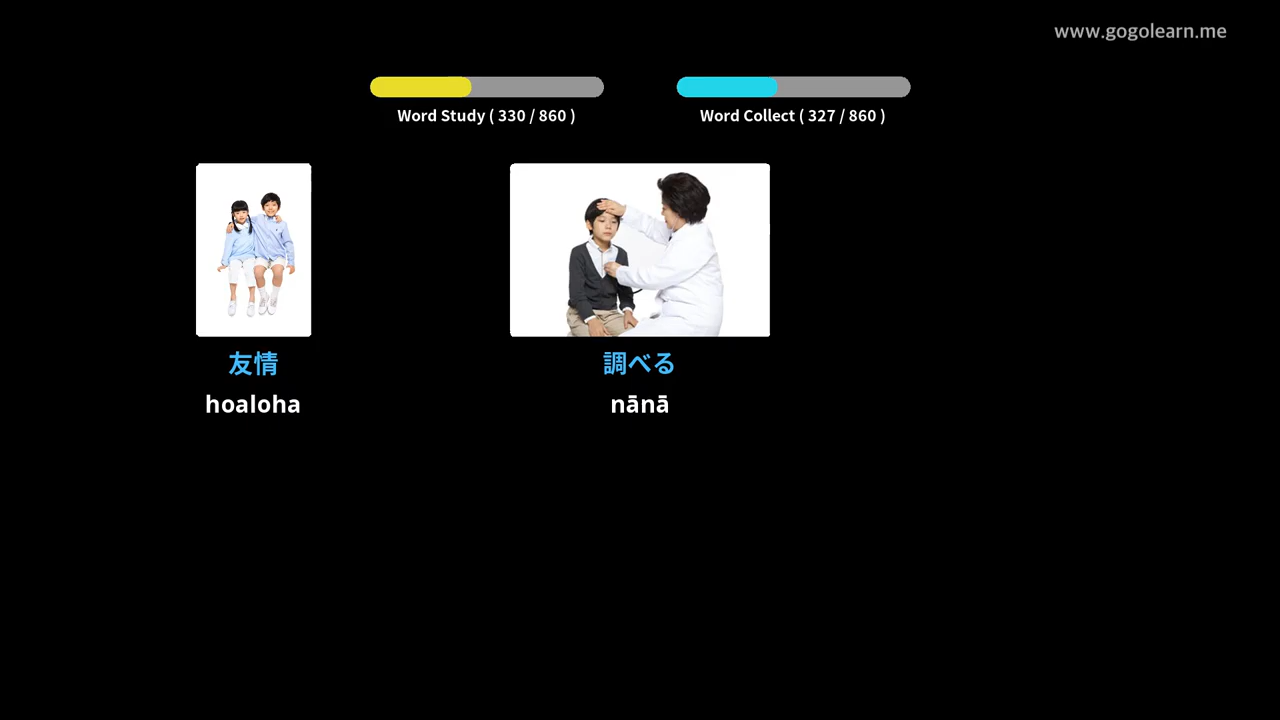 www.gogolearn.me
Word Study ( 330 / 860 )
Word Collect ( 327 / 860 )
友情
hoaloha
調べる
nānā